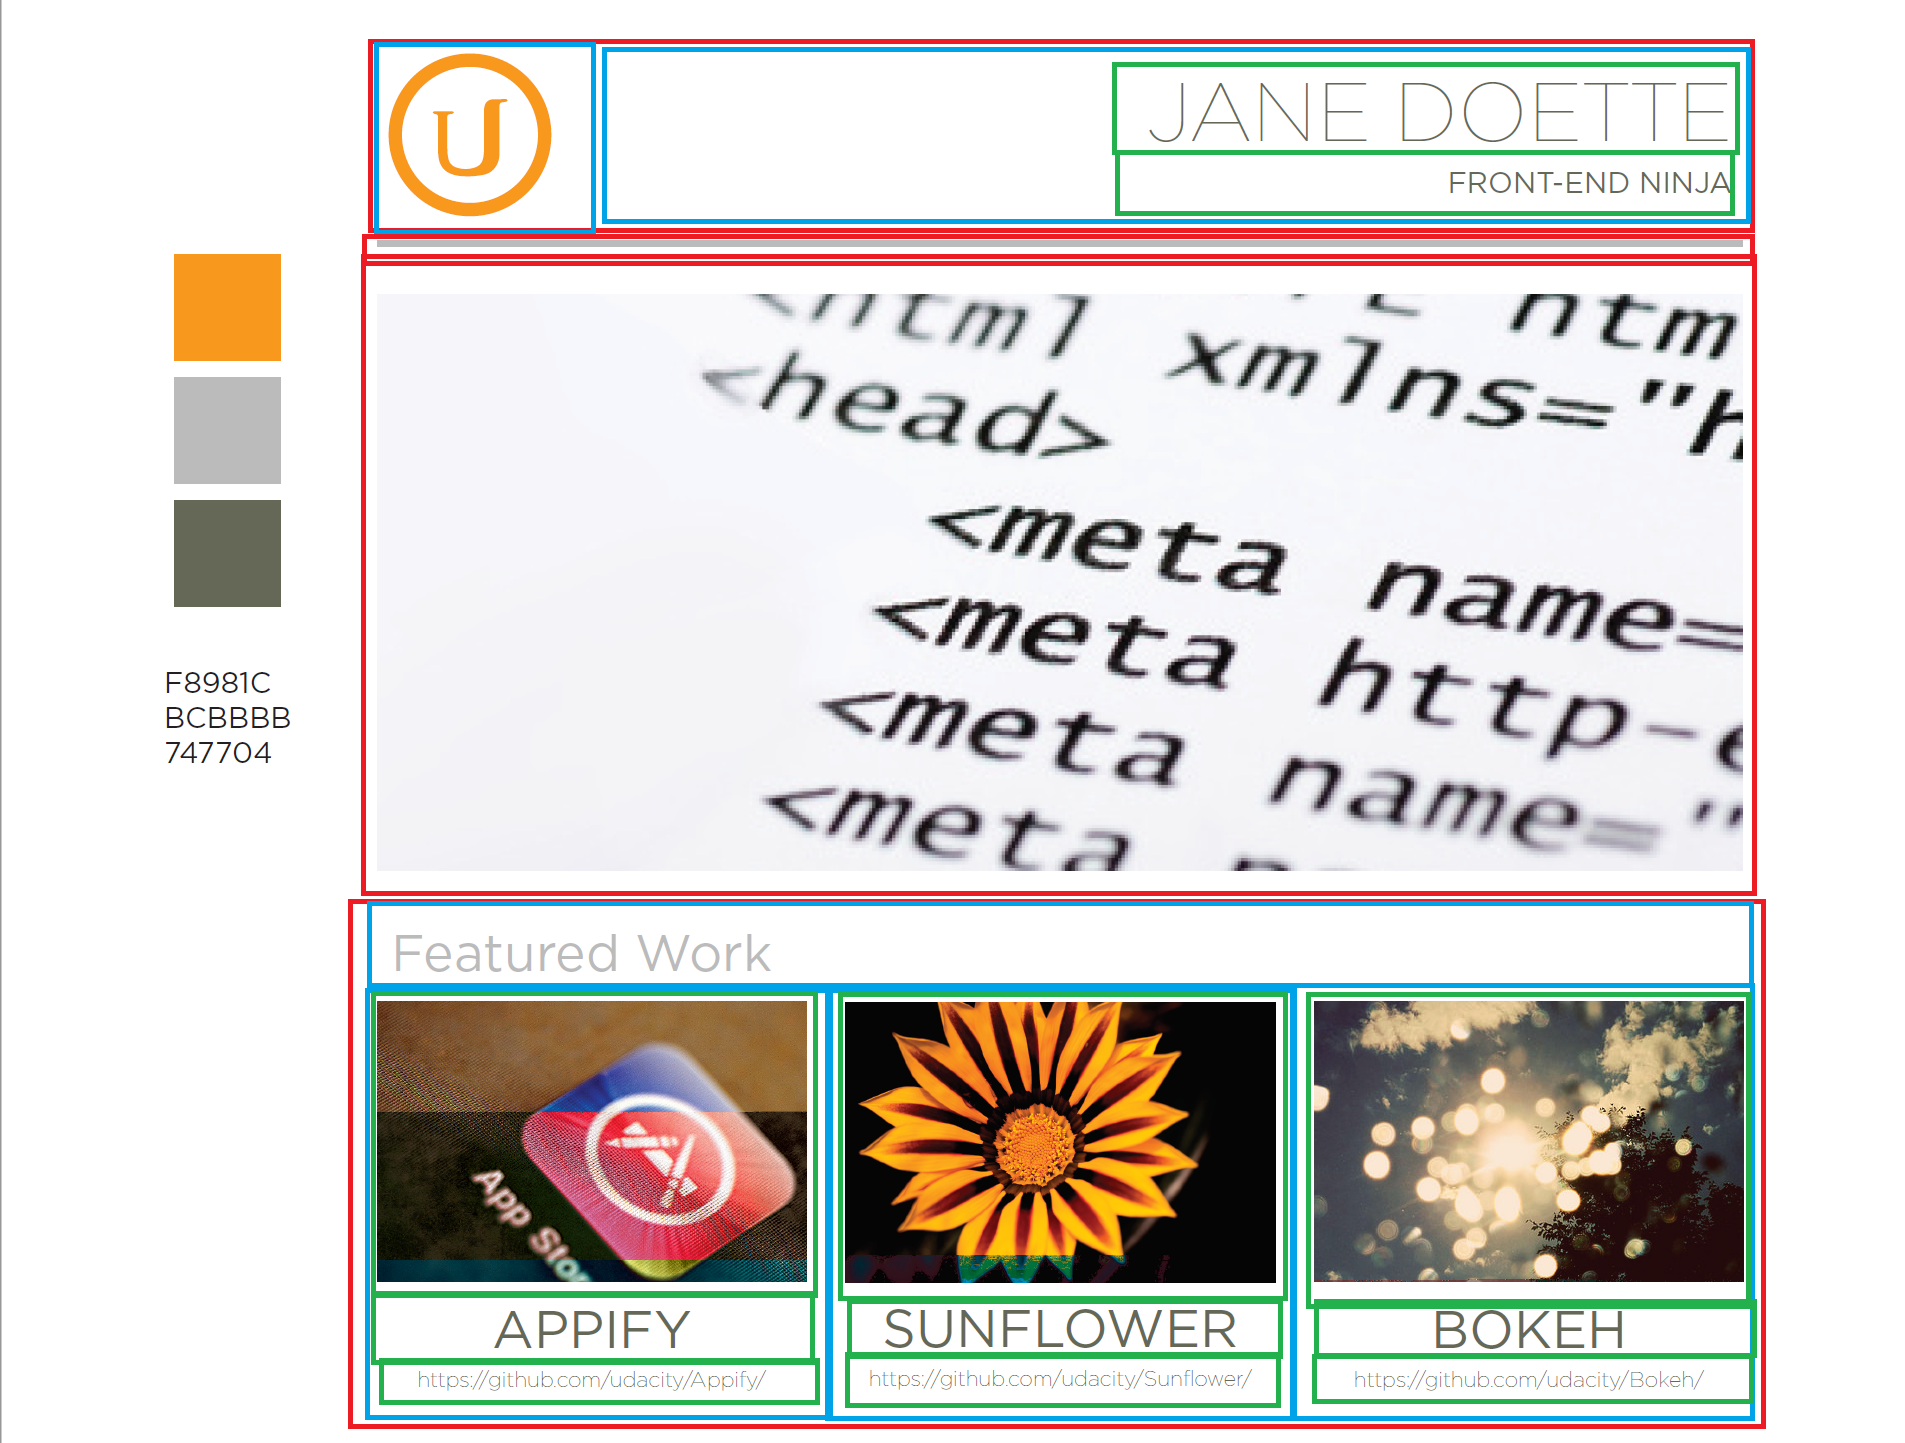 U
JANE DOETTE
FRONT-END NINJA
<html
htm
<head>
xmlns="h
<meta name=
<meta http-e
<meta name="
<meta
F8981C
BCBBBB
747704
Featured Work
App Stor
APPIFY
SUNFLOWER
BOKEH
https://github.com/udacity/Appify/
https://github.com/udacity/Sunflower/
https://github.com/udacity/Bokeh/